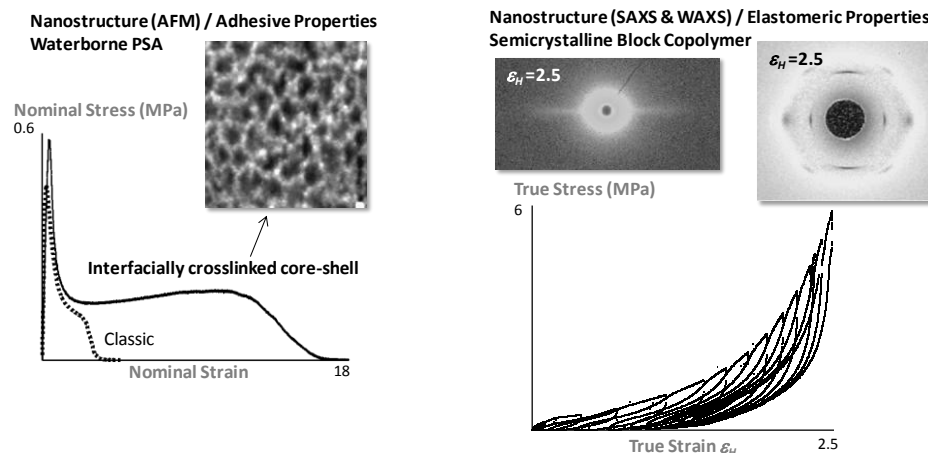 Nanostructure (AFM) / Adhesive Properties
Waterborne PSA
Nominal Stress (MPa)
0.6
Interfacially crosslinked core-shell
Classic
Nominal Strain
18
Nanostructure (SAXS & WAXS) / Elastomeric Properties
Semicrystalline Block Copolymer
εH=2.5
εH=2.5
True Stress (MPa)
6
True Strain εH
2.5